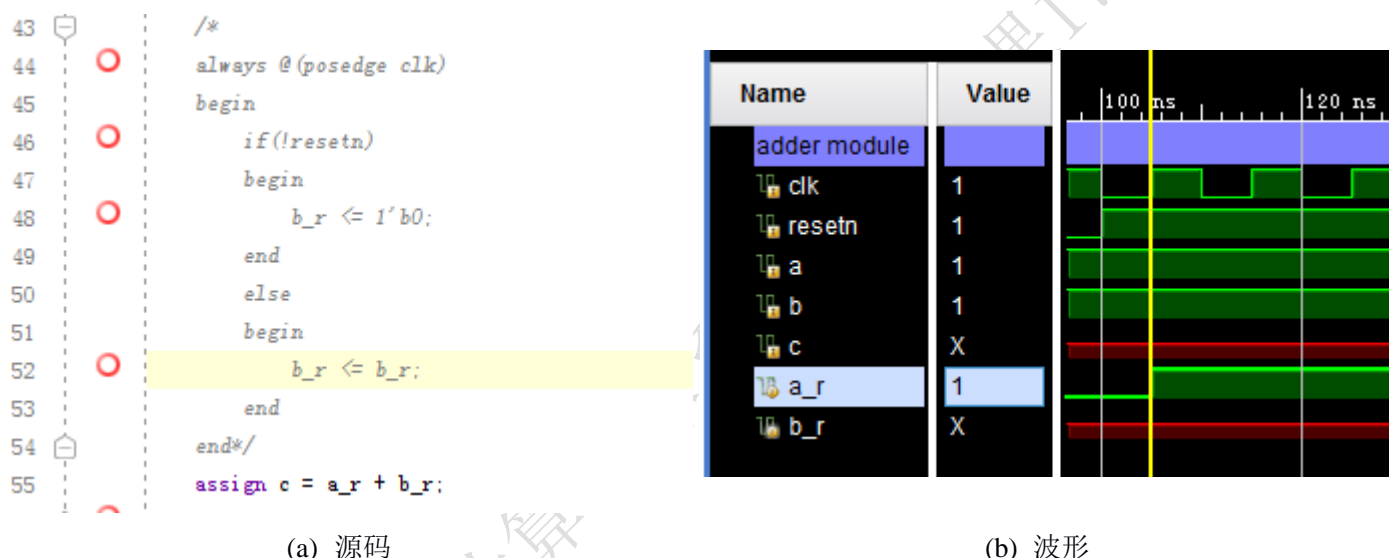 43 /*
44 always @(posedge clk)
45 begin
46 if(!resetn)
47 begin
48 b_r <= 1'b0;
49 end
50 else
51 begin
52 b_r <= b_r;
53 end
54 end*/
55 assign c = a_r + b_r;
(a) 源码
Name Value 100 ns 120 ns
adder module
clk 1
resetn 1
a 1
b 1
c X
a_r 1
b_r X
(b) 波形